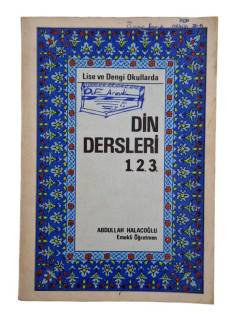 Lise ve Dengi Okullarda
DİN
DERSLERİ
1.2.3.
ABDULLAH HALACOĞLU
Emekli Öğretmen